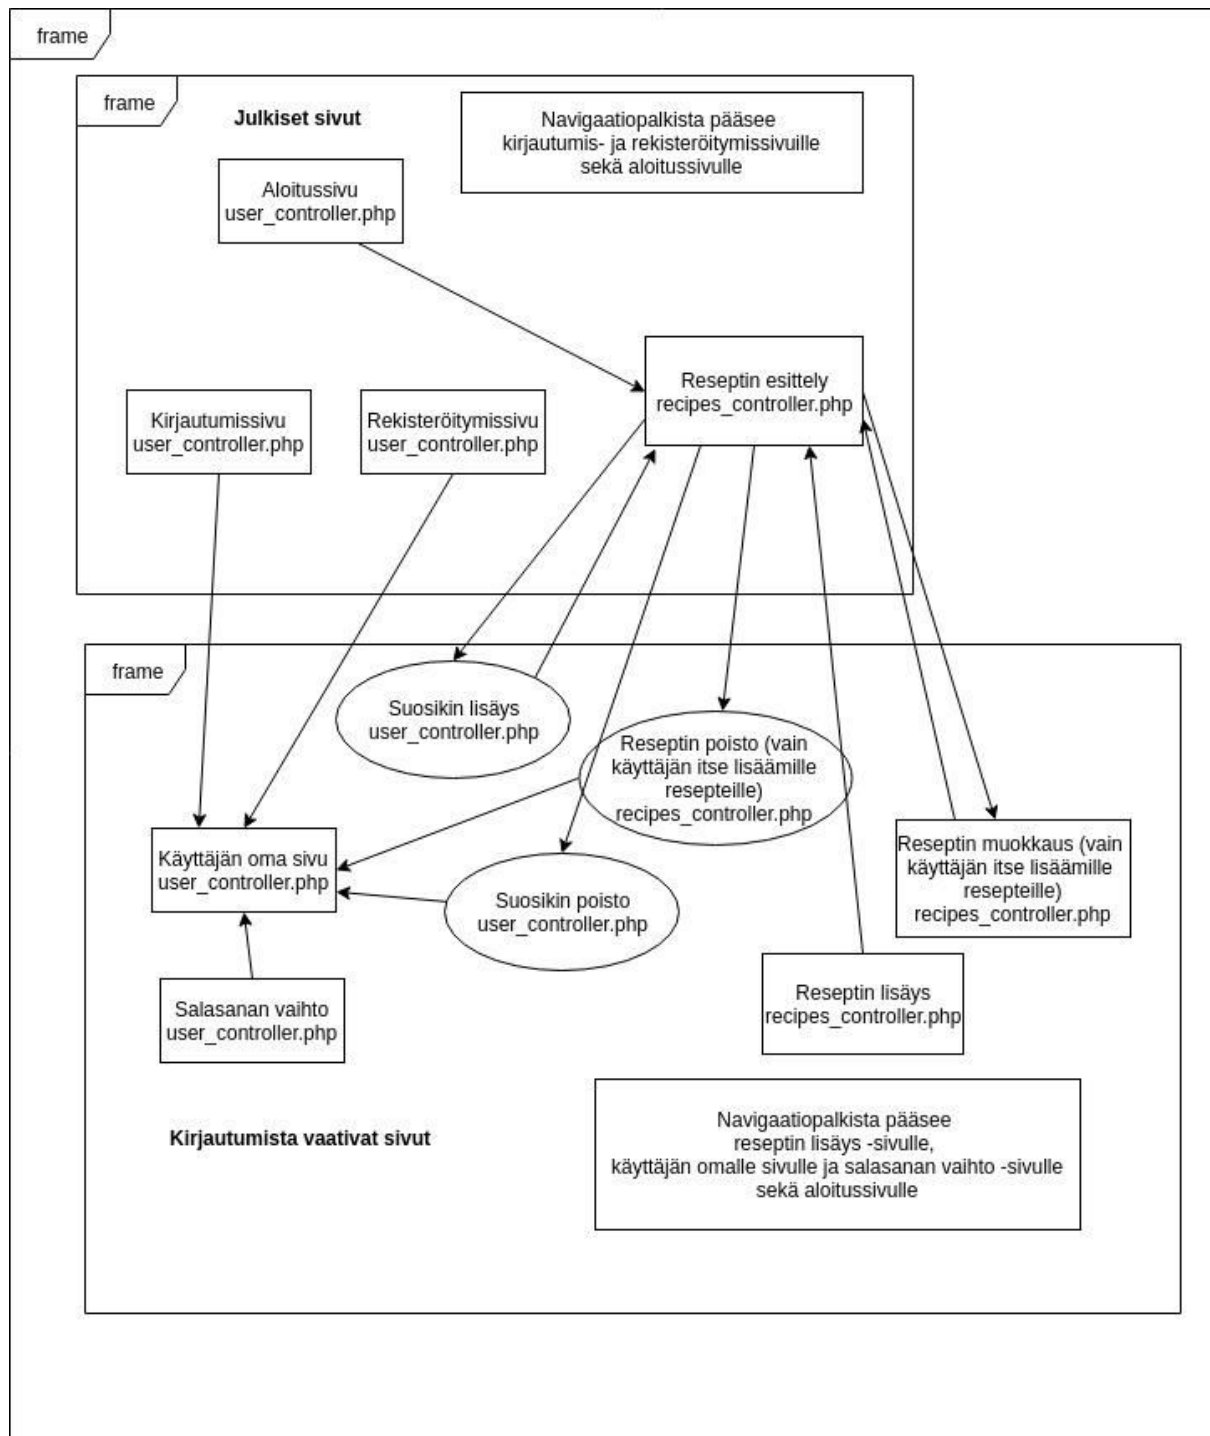 frame
frame
Julkiset sivut
Navigaatiopalkista pääsee
kirjautumis- ja rekisteröitymissivuille
sekä aloitussivulle
Aloitussivu
user_controller.php
Reseptin esittely
recipes_controller.php
Kirjautumissivu
user_controller.php
Rekisteröitymissivu
user_controller.php
frame
Suosikin lisäys
user_controller.php
Reseptin poisto (vain
käyttäjän itse lisäämille
resepteille)
recipes_controller.php
Käyttäjän oma sivu
user_controller.php
Reseptin muokkaus (vain
käyttäjän itse lisäämille
resepteille)
recipes_controller.php
Suosikin poisto
user_controller.php
Salasanan vaihto
user_controller.php
Reseptin lisäys
recipes_controller.php
Kirjautumista vaativat sivut
Navigaatiopalkista pääsee
reseptin lisäys -sivulle,
käyttäjän omalle sivulle ja salasanan vaihto -sivulle
sekä aloitussivulle